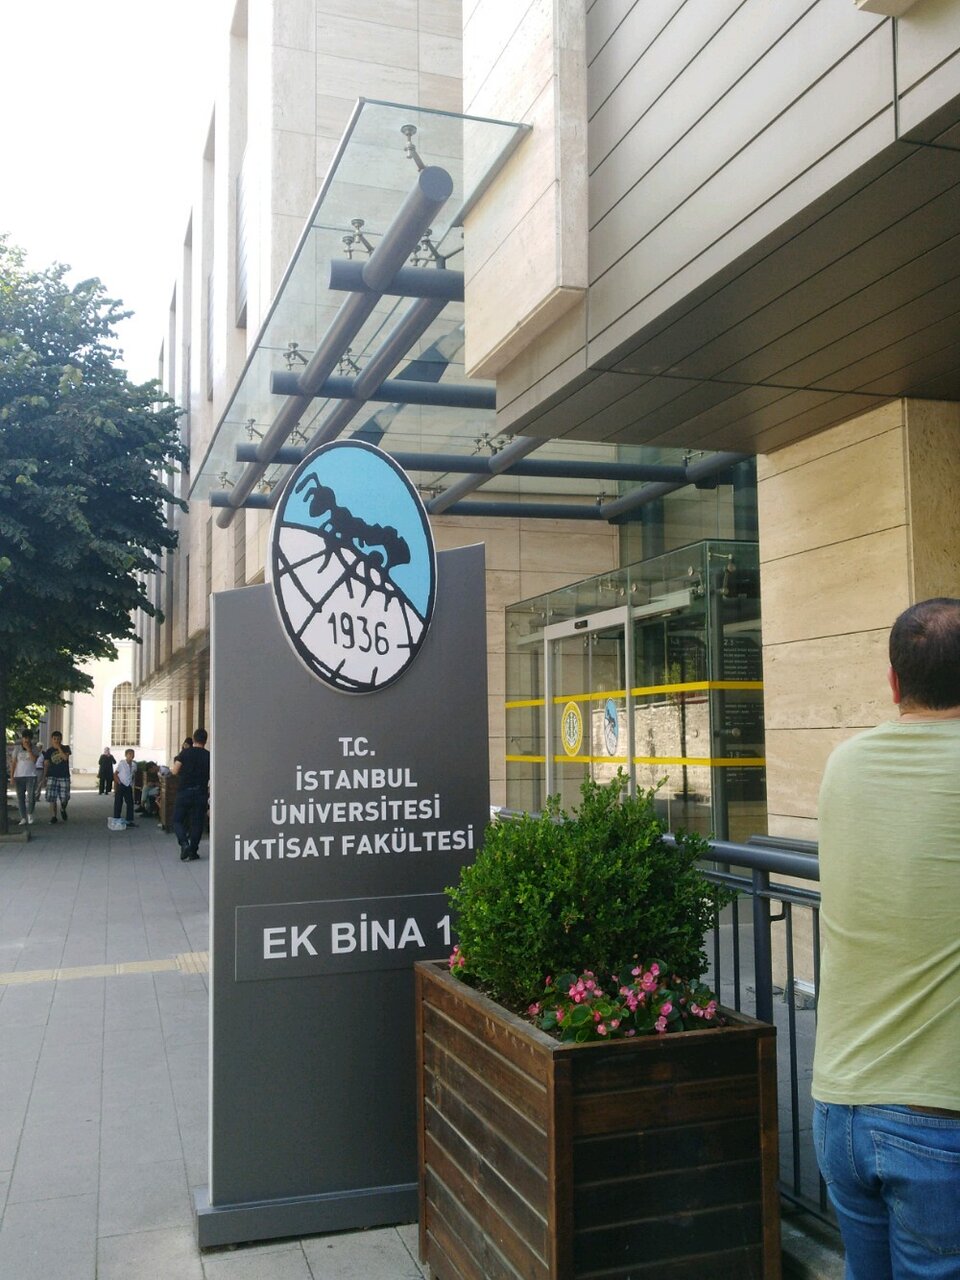 1936
T.C.
İSTANBUL
ÜNİVERSİTESİ
İKTİSAT FAKÜLTESİ
EK BİNA 1